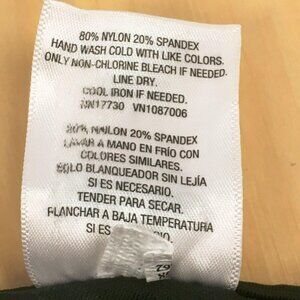 80% NYLON 20% SPANDEX
HAND WASH COLD WITH LIKE COLORS.
ONLY NON-CHLORINE BLEACH IF NEEDED.
LINE DRY.
COOL IRON IF NEEDED.
RN17730 VN1087006
80% NYLON 20% SPANDEX
LAVAR A MANO EN FRÍO CON
COLORES SIMILARES.
SOLO BLANQUEADOR SIN LEJÍA
SI ES NECESARIO.
TENDER PARA SECAR.
PLANCHAR A BAJA TEMPERATURA
SI ES